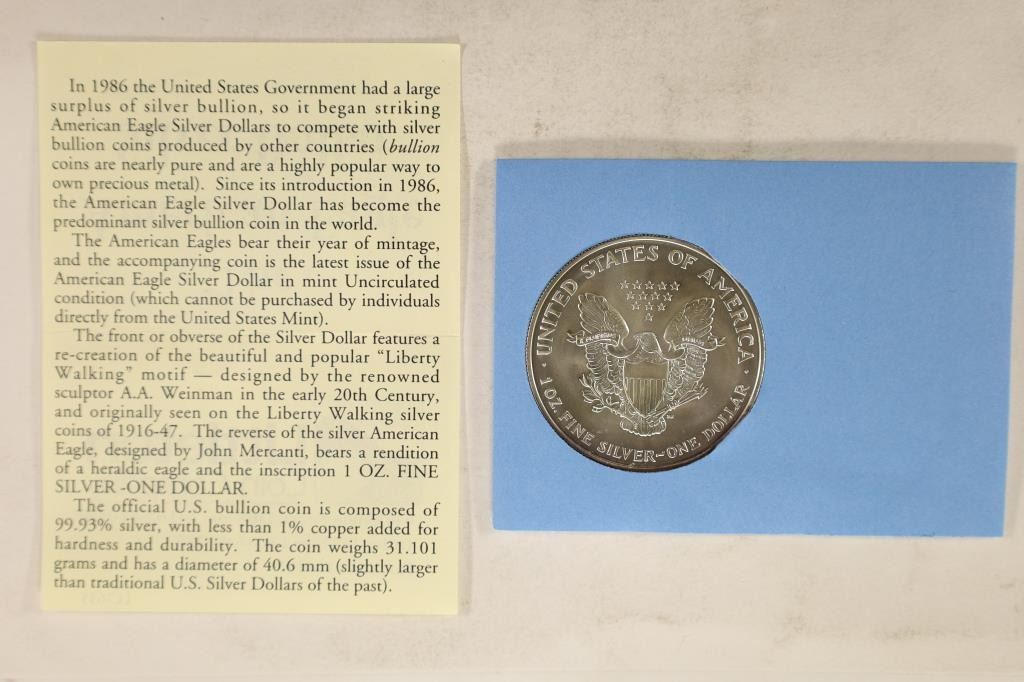 In 1986 the United States Government had a large
surplus of silver bullion, so it began striking
American Eagle Silver Dollars to compete with silver
bullion coins produced by other countries (bullion
coins are nearly pure and are a highly popular way to
own precious metal). Since its introduction in 1986,
the American Eagle Silver Dollar has become the
predominant silver bullion coin in the world.
The American Eagles bear their year of mintage,
and the accompanying coin is the latest issue of the
American Eagle Silver Dollar in mint Uncirculated
condition (which cannot be purchased by individuals
directly from the United States Mint).
The front or obverse of the Silver Dollar features a
re-creation of the beautiful and popular “Liberty
Walking” motif — designed by the renowned
sculptor A.A. Weinman in the early 20th Century,
and originally seen on the Liberty Walking silver
coins of 1916-47. The reverse of the silver American
Eagle, designed by John Mercanti, bears a rendition
of a heraldic eagle and the inscription 1 OZ. FINE
SILVER -ONE DOLLAR.
The official U.S. bullion coin is composed of
99.93% silver, with less than 1% copper added for
hardness and durability. The coin weighs 31.101
grams and has a diameter of 40.6 mm (slightly larger
than traditional U.S. Silver Dollars of the past).
UNITED STATES OF AMERICA
1 OZ. FINE SILVER–ONE DOLLAR